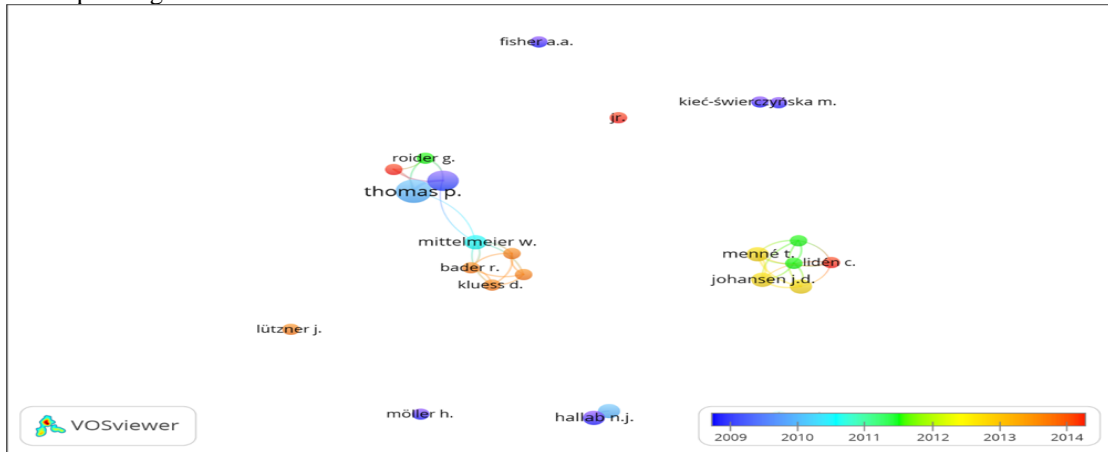 fisher a.a.
kieć-świerczyńska m.
jr.
roider g.
thomas p.
mittelmeier w.
bader r.
kluess d.
menné t.
lidén c.
johansen j.d.
lützner j.
möller h.
hallab n.j.
VOSviewer
2009 2010 2011 2012 2013 2014